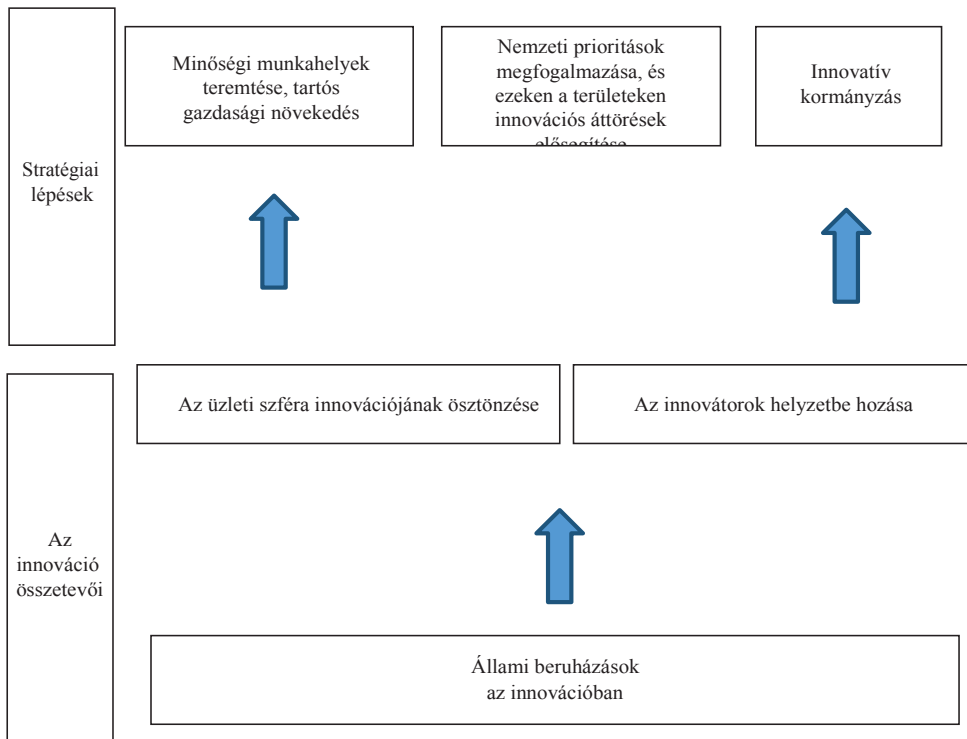 Stratégiai
lépések
Minőségi munkahelyek
teremtése, tartós
gazdasági növekedés
Nemzeti prioritások
megfogalmazása, és
ezeken a területeken
innovációs áttörések
elősegítése
Innovatív
kormányzás
Az
innováció
összetevői
Az üzleti szféra innovációjának ösztönzése
Az innovátorok helyzetbe hozása
Állami beruházások
az innovációban